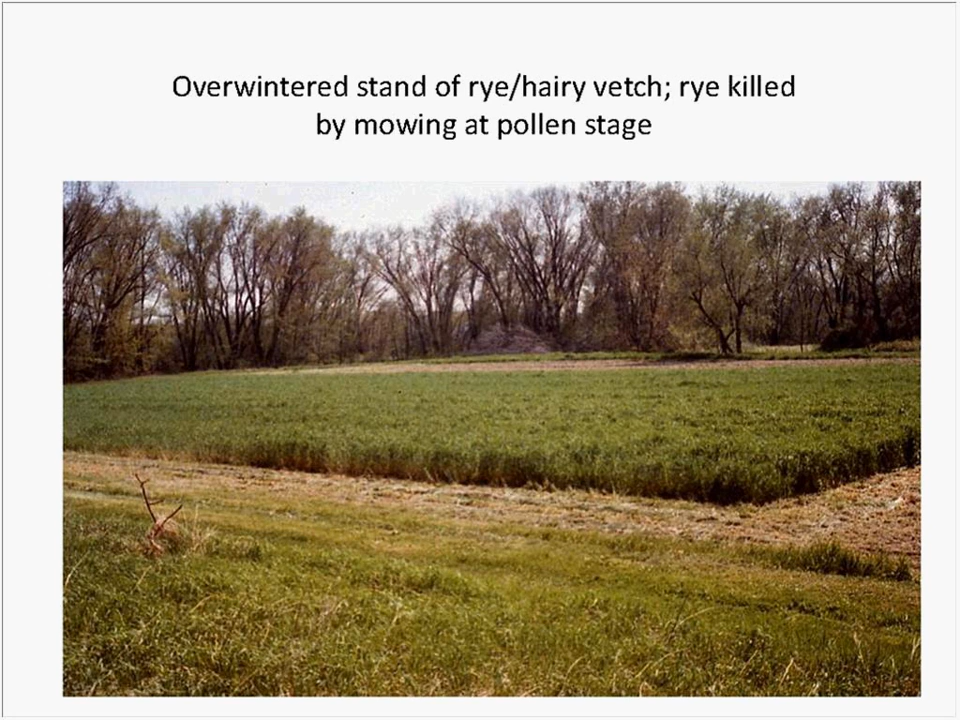 Overwintered stand of rye/hairy vetch; rye killed
by mowing at pollen stage